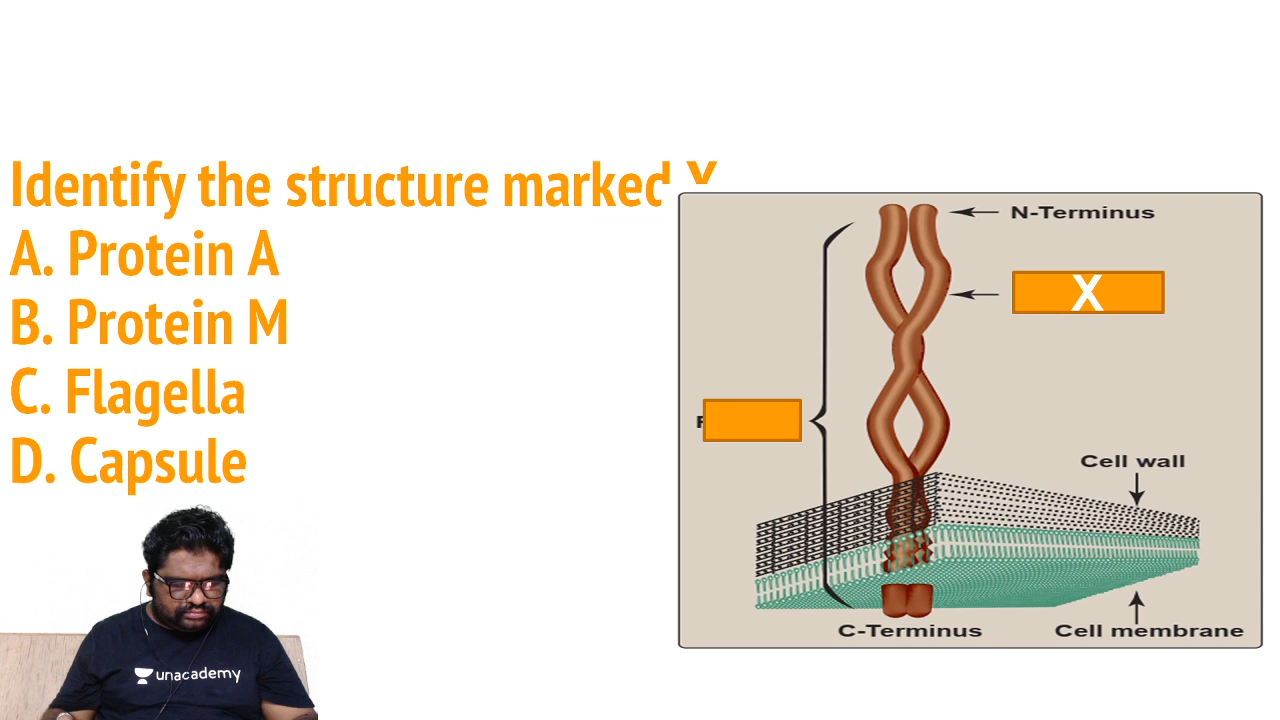 Identify the structure marked X
A. Protein A
B. Protein M
C. Flagella
D. Capsule
N-Terminus
X
Cell wall
C-Terminus
Cell membrane
unacademy